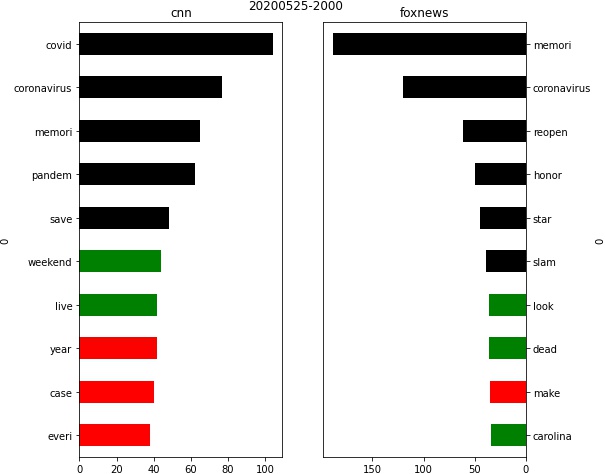 20200525-2000
cnn
foxnews
covid
coronavirus
memori
pandem
save
weekend
live
year
case
everi
0
0 20 40 60 80 100
memori
coronavirus
reopen
honor
star
slam
look
dead
make
carolina
0
150 100 50 0